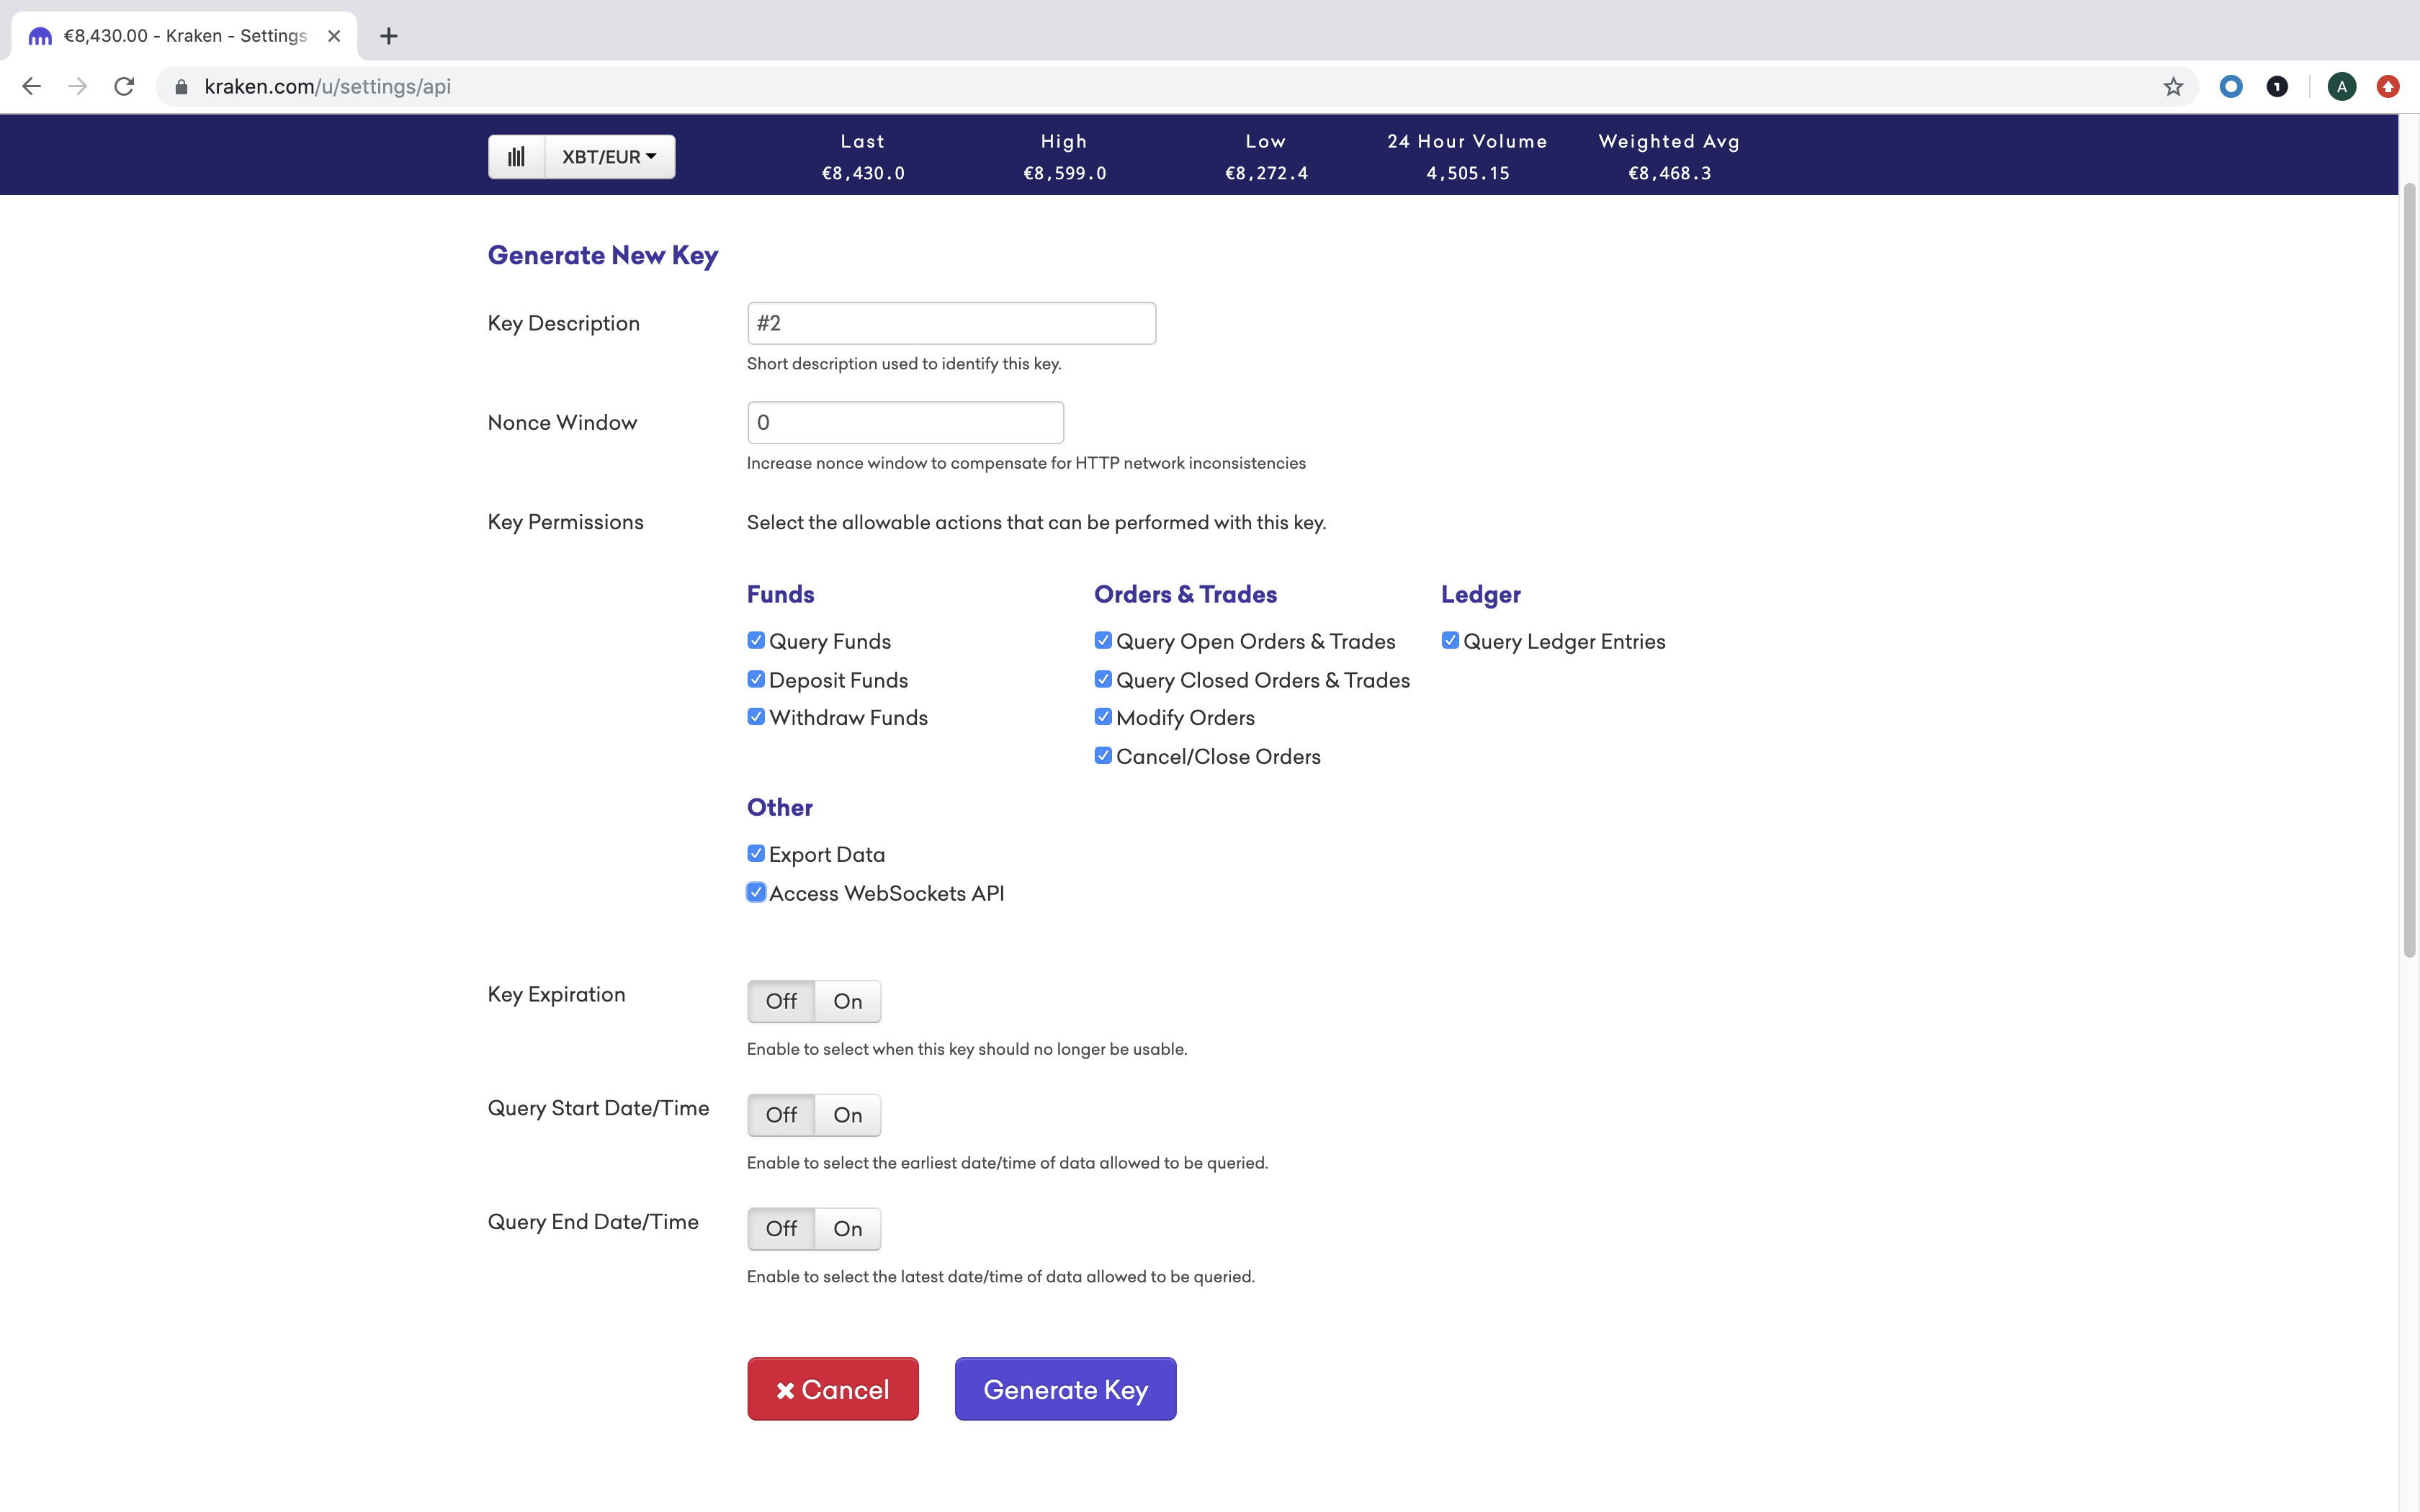 €8,430.00 - Kraken - Settings
kraken.com/u/settings/api
1
A
XBT/EUR
Last
€8,430.0
High
€8,599.0
Low
€8,272.4
24 Hour Volume
4,505.15
Weighted Avg
€8,468.3
Generate New Key
Key Description
#2
Short description used to identify this key.
Nonce Window
0
Increase nonce window to compensate for HTTP network inconsistencies
Key Permissions
Select the allowable actions that can be performed with this key.
Funds
Query Funds
Deposit Funds
Withdraw Funds
Orders & Trades
Query Open Orders & Trades
Query Closed Orders & Trades
Modify Orders
Cancel/Close Orders
Ledger
Query Ledger Entries
Other
Export Data
Access WebSockets API
Key Expiration
Off On
Enable to select when this key should no longer be usable.
Query Start Date/Time
Off On
Enable to select the earliest date/time of data allowed to be queried.
Query End Date/Time
Off On
Enable to select the latest date/time of data allowed to be queried.
Cancel
Generate Key